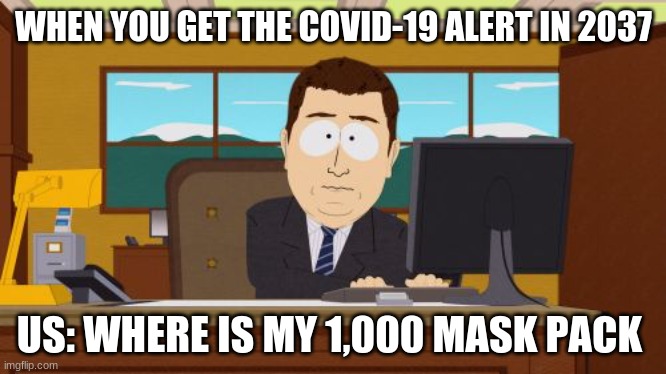 WHEN YOU GET THE COVID-19 ALERT IN 2037
US: WHERE IS MY 1,000 MASK PACK
imgflip.com